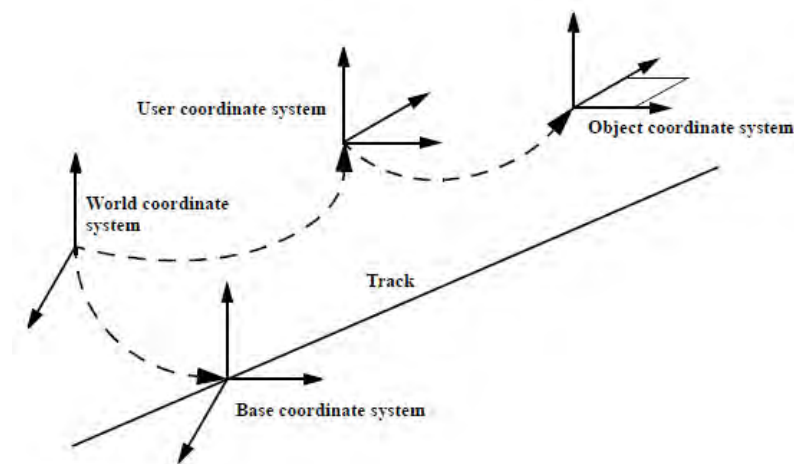 User coordinate system
Object coordinate system
World coordinate
system
Track
Base coordinate system